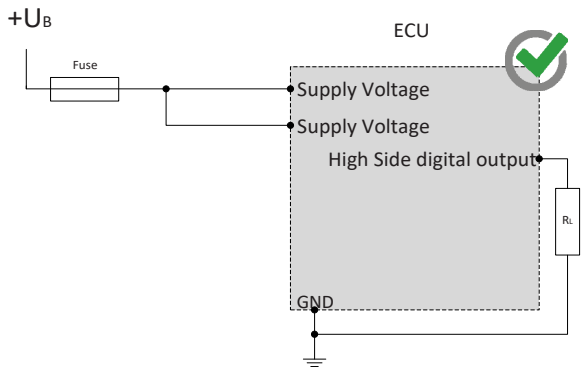 +UB
ECU
Fuse
Supply Voltage
Supply Voltage
High Side digital output
RL
GND